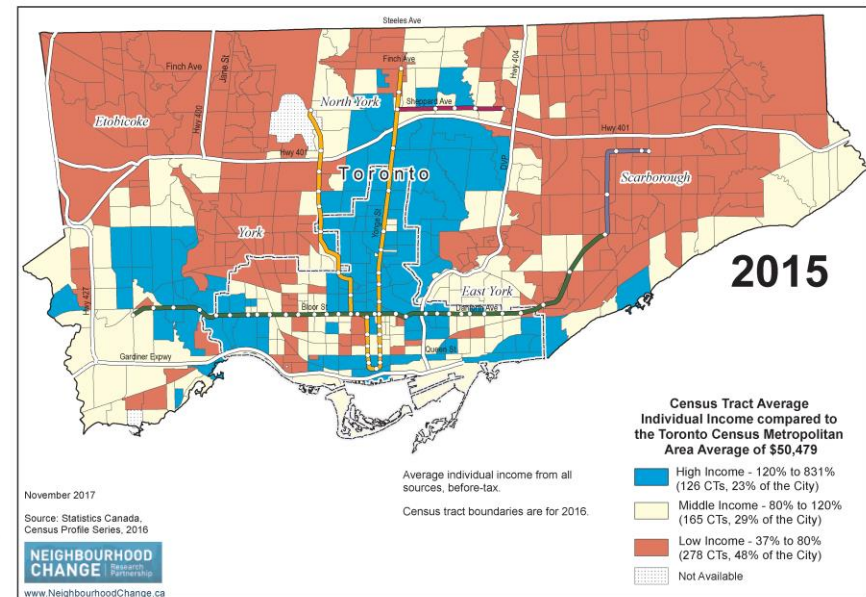 Steeles Ave
Finch Ave
Finch Ave
Jane St
Hwy 400
Hwy 404
North York
Sheppard Ave
Etobicoke
Hwy 401
Hwy 401
DVP
Toronto
Scarborough
Yonge St
York
2015
Hwy 427
East York
Bloor St
Danforth Ave
Queen St
Gardiner Expwy
Census Tract Average
Individual Income compared to
the Toronto Census Metropolitan
Area Average of $50,479
High Income - 120% to 831%
(126 CTs, 23% of the City)
Middle Income - 80% to 120%
(165 CTs, 29% of the City)
Low Income - 37% to 80%
(278 CTs, 48% of the City)
Not Available
Average individual income from all
sources, before-tax.
Census tract boundaries are for 2016.
November 2017
Source: Statistics Canada,
Census Profile Series, 2016
NEIGHBOURHOOD
CHANGE Research
Partnership
www.NeighbourhoodChange.ca